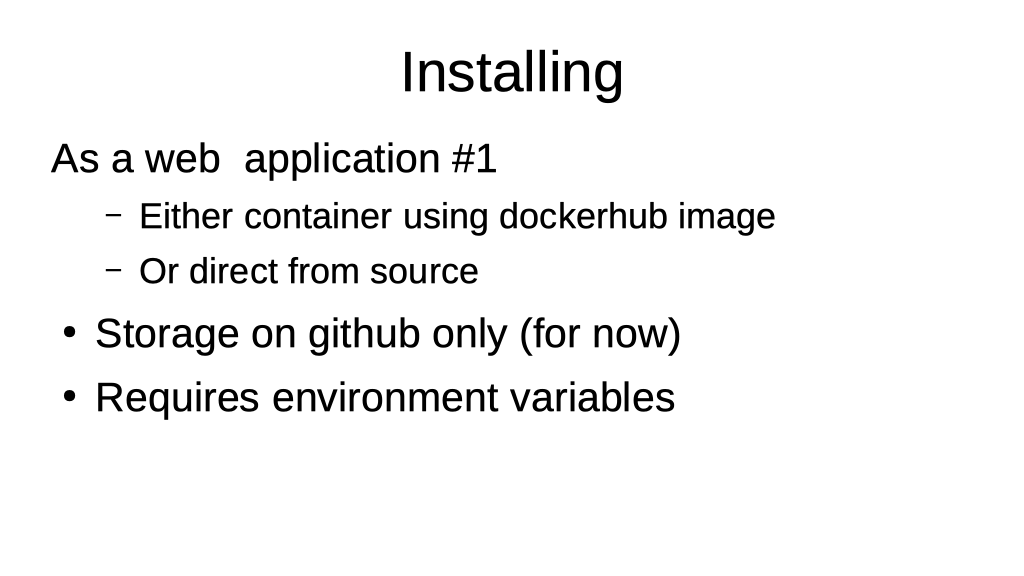 Installing
As a web  application #1
– Either container using dockerhub image
– Or direct from source
• Storage on github only (for now)
• Requires environment variables